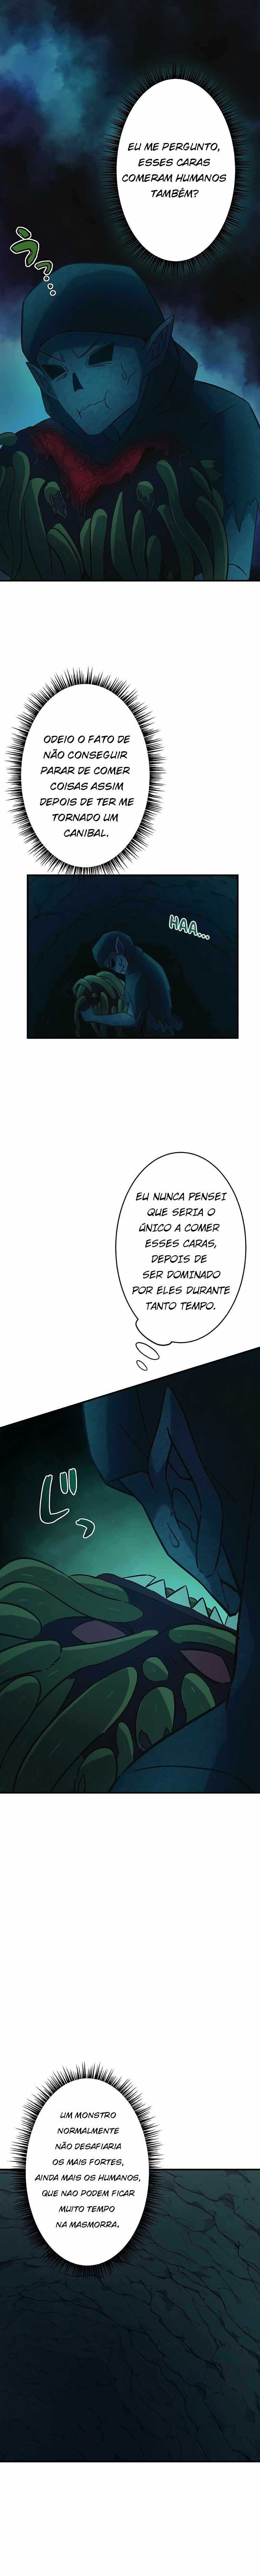 EU ME PERGUNTO,
ESSES CARAS
COMERAM HUMANOS
TAMBÉM?
うっ...
ODEIO O FATO DE
NÃO CONSEGUIR
PARAR DE COMER
COISAS ASSIM
DEPOIS DE TER ME
TORNADO UM
CANIBAL.
HAA...
EU NUNCA PENSEI
QUE SERIA O
ÚNICO A COMER
ESSES CARAS,
DEPOIS DE
SER DOMINADO
POR ELES DURANTE
TANTO TEMPO.
じっ
UM MONSTRO
NORMALMENTE
NÃO DESAFIARIA
OS MAIS FORTES,
AINDA MAIS OS HUMANOS,
QUE NAO PODEM FICAR
MUITO TEMPO
NA MASMORRA.